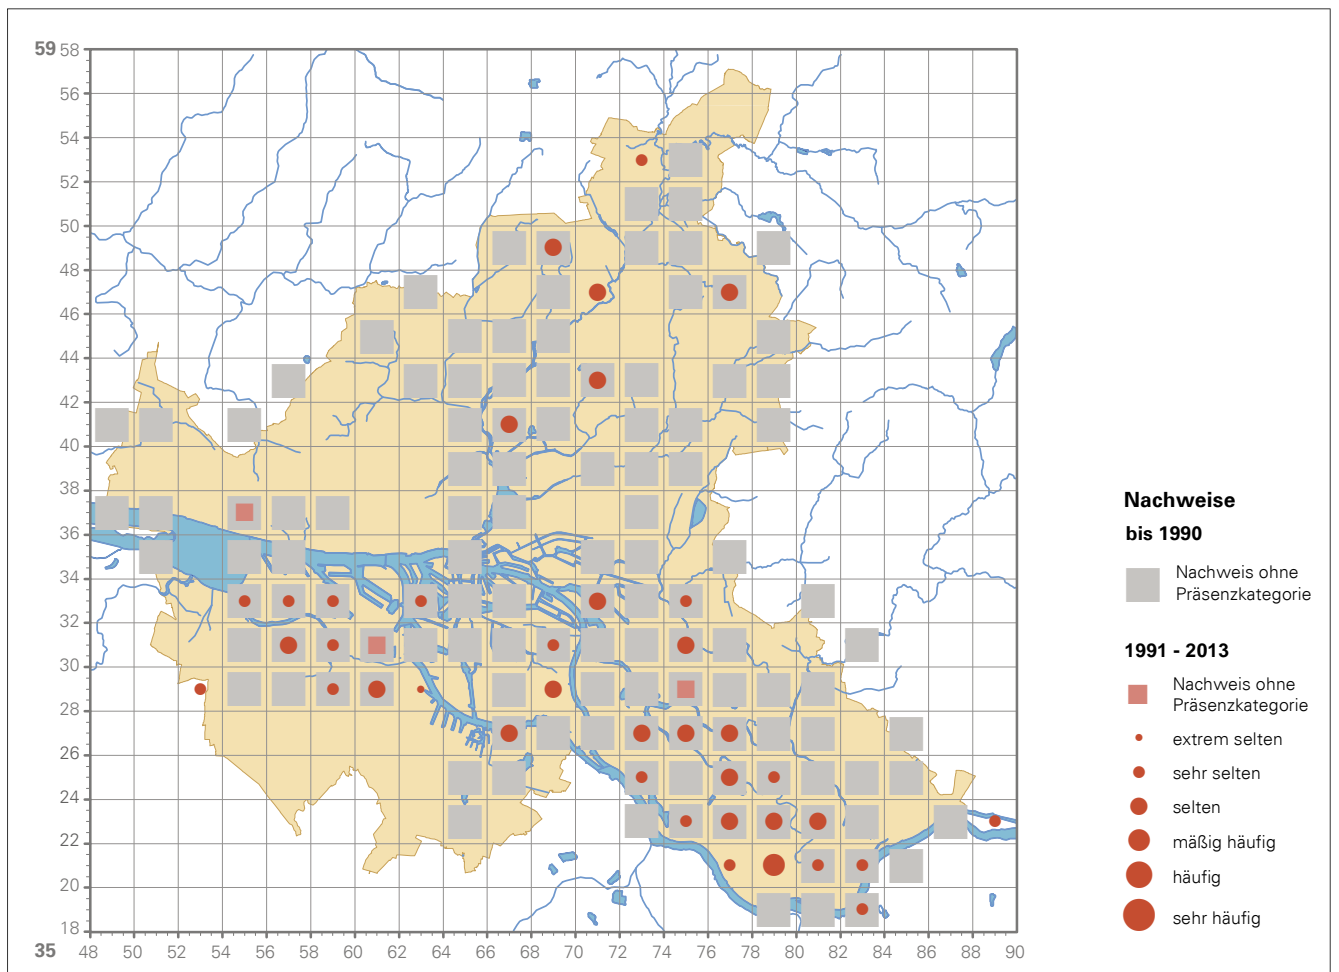 59 58
56
54
52
50
48
46
44
42
40
38
36
34
32
30
28
26
24
22
20
18
35
48 50 52 54 56 58 60 62 64 66 68 70 72 74 76 78 80 82 84 86 88 90
Nachweise
bis 1990
Nachweis ohne
Präsenzkategorie
1991 - 2013
Nachweis ohne
Präsenzkategorie
extrem selten
sehr selten
selten
mäßig häufig
häufig
sehr häufig